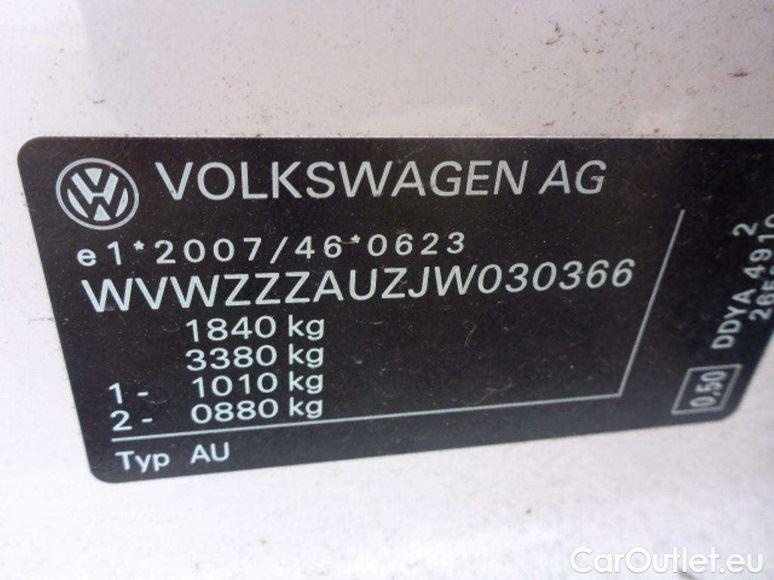 VOLKSWAGEN AG
e1*2007/46*0623
WVWZZZAUZJW030366
1840 kg
3380 kg
1- 1010 kg
2- 0880 kg
Typ AU
2
DDYA 4910
0,50
CarOutlet.eu